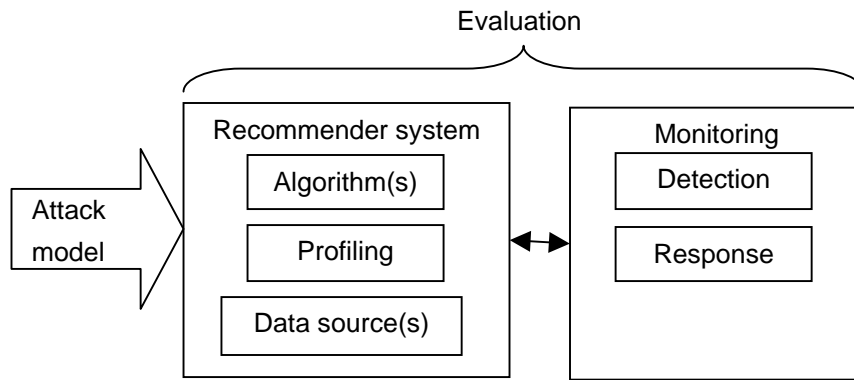 Evaluation
Recommender system
Algorithm(s)
Profiling
Data source(s)
Attack
model
Monitoring
Detection
Response